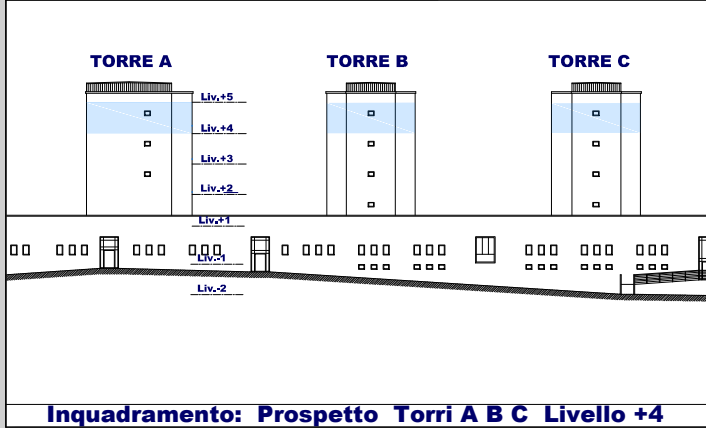 TORRE A TORRE B TORRE C
Liv.+5
Liv.+4
Liv.+3
Liv.+2
Liv.+1
Liv.-1
Liv.-2
Inquadramento: Prospetto Torri A B C Livello +4